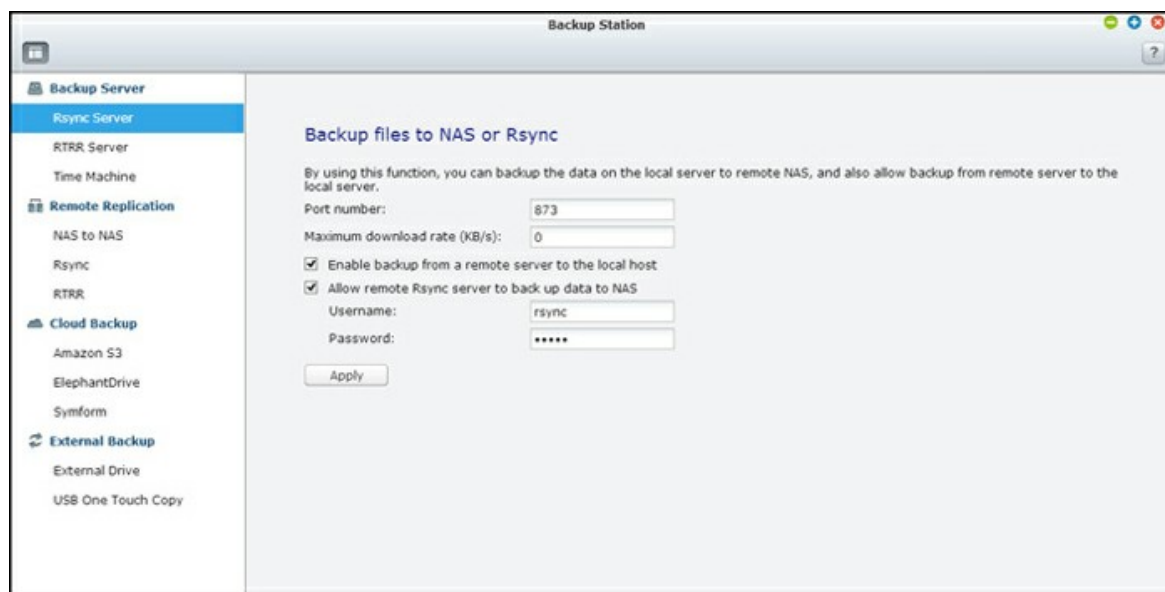 Backup Station
?
Backup Server
Rsync Server
RTRR Server
Time Machine
Remote Replication
NAS to NAS
Rsync
RTRR
Cloud Backup
Amazon S3
ElephantDrive
Symform
External Backup
External Drive
USB One Touch Copy
Backup files to NAS or Rsync
By using this function, you can backup the data on the local server to remote NAS, and also allow backup from remote server to the
local server.
Port number: 873
Maximum download rate (KB/s): 0
Enable backup from a remote server to the local host
Allow remote Rsync server to back up data to NAS
Username: rsync
Password: •••••
Apply